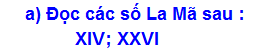 a) Đọc các số La Mã sau :
XIV; XXVI